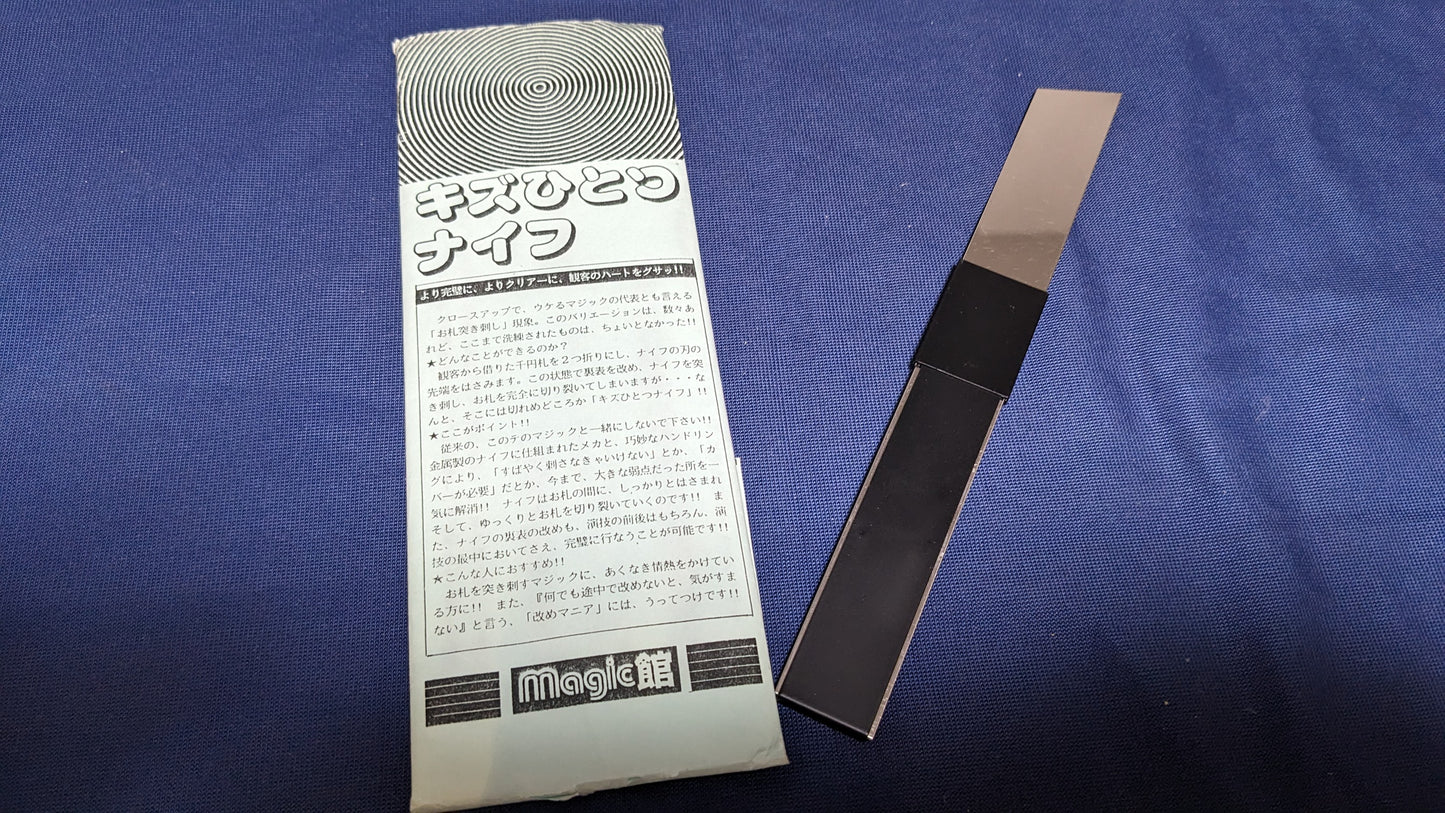 キズひとつ
ナイフ
より完璧に、よりクリアーに、観客のハートをグサッ!!
クロースアップで、ウケるマジックの代表とも言える
「お札突き刺し」現象。このバリエーションは、数々あ
れど、ここまで洗練されたものは、ちょいとなかった!!
★どんなことができるのか？
観客から借りた千円札を２つ折りにし、ナイフの刃の
先端をはさみます。この状態で裏表を改め、ナイフを突
き刺し、お札を完全に切り裂いてしまいますが・・・な
んと、そこには切れめどころか「キズひとつナイフ」!!
★ここがポイント!!
従来の、このテのマジックと一緒にしないで下さい!!
金属製のナイフに仕組まれたメカと、巧妙なハンドリン
グにより、「すばやく刺さなきゃいけない」とか、「カ
バーが必要」だとか、今まで、大きな弱点だった所を一
気に解消!!　ナイフはお札の間に、しっかりとはさまれ
そして、ゆっくりとお札を切り裂いていくのです!!　ま
た、ナイフの裏表の改めも、演技の前後はもちろん、演
技の最中においてさえ、完璧に行なうことが可能です!!
★こんな人におすすめ!!
お札を突き刺すマジックに、あくなき情熱をかけてい
る方に!!　また、『何でも途中で改めないと、気がすま
ない』と言う、「改めマニア」には、うってつけです!!
magic館